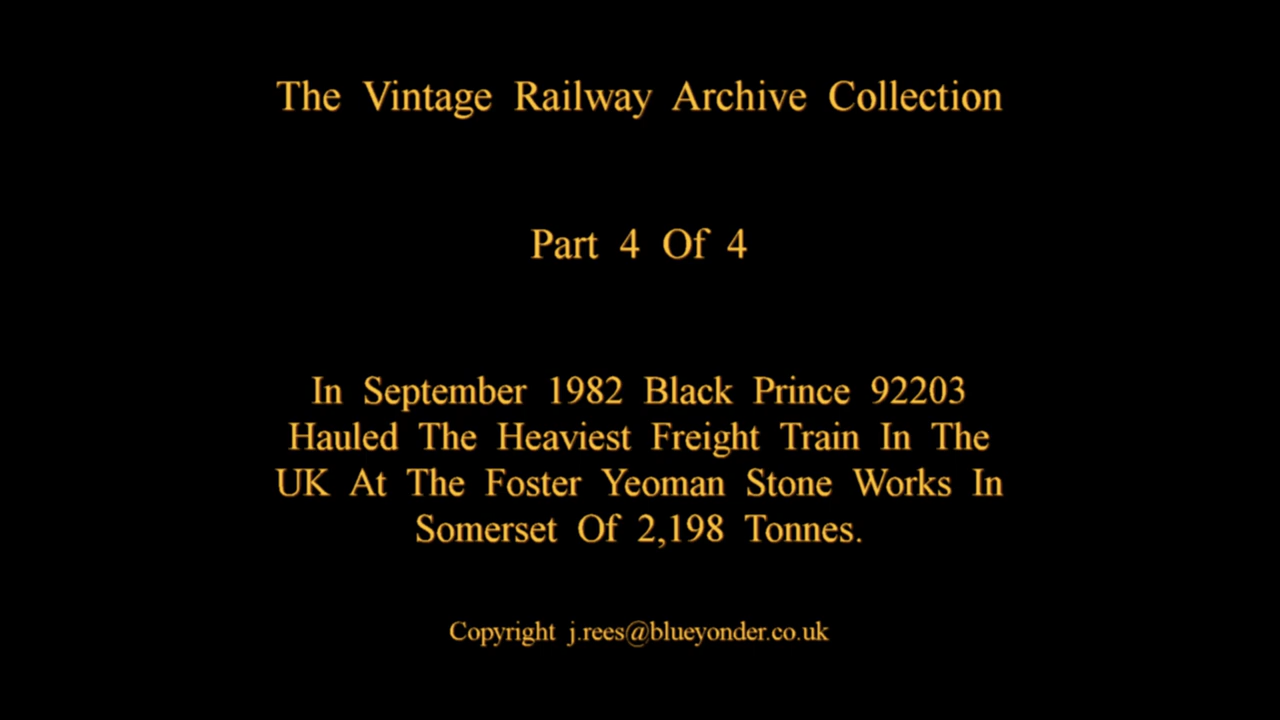 The Vintage Railway Archive Collection
Part 4 Of 4
In September 1982 Black Prince 92203
Hauled The Heaviest Freight Train In The
UK At The Foster Yeoman Stone Works In
Somerset Of 2,198 Tonnes.
Copyright j.rees@blueyonder.co.uk